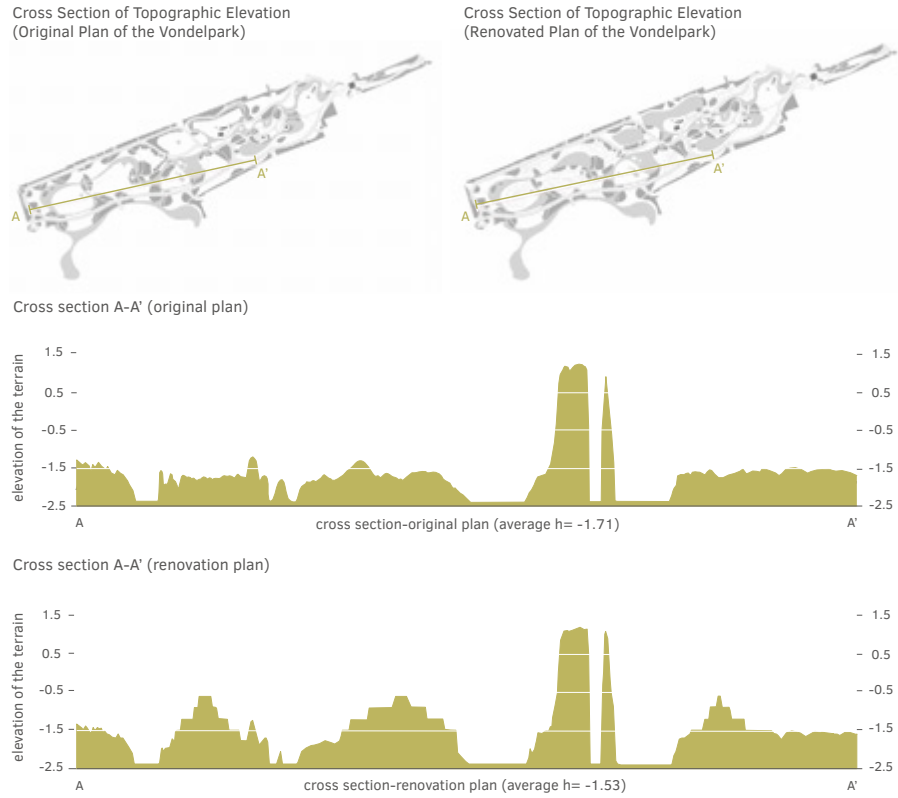 Cross Section of Topographic Elevation
(Original Plan of the Vondelpark)
Cross Section of Topographic Elevation
(Renovated Plan of the Vondelpark)
A
A'
A
A'
Cross section A-A' (original plan)
elevation of the terrain
1.5
0.5
-0.5
-1.5
-2.5
1.5
0.5
-0.5
-1.5
-2.5
A
cross section-original plan (average h= -1.71)
A'
Cross section A-A' (renovation plan)
elevation of the terrain
1.5
0.5
-0.5
-1.5
-2.5
1.5
0.5
-0.5
-1.5
-2.5
A
cross section-renovation plan (average h= -1.53)
A'